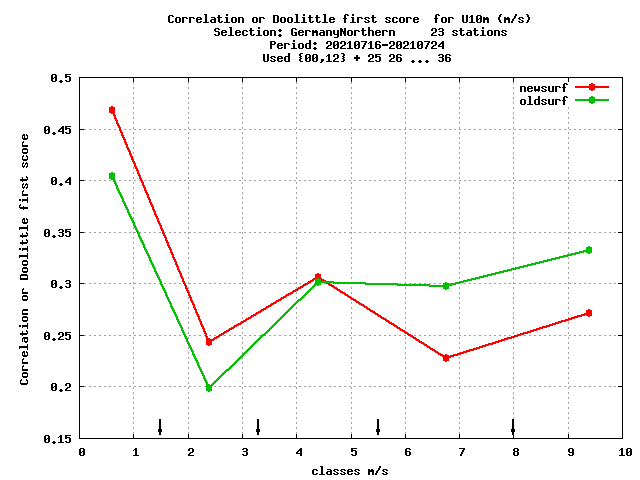 Correlation or Doolittle first score  for U10m (m/s)
Selection: GermanyNorthern     23 stations
Period: 20210716-20210724
Used {00,12} + 25 26 ... 36
newsurf
oldsurf
0.5
0.45
0.4
0.35
0.3
0.25
0.2
0.15
Correlation or Doolittle first score
0 1 2 3 4 5 6 7 8 9 10
classes m/s